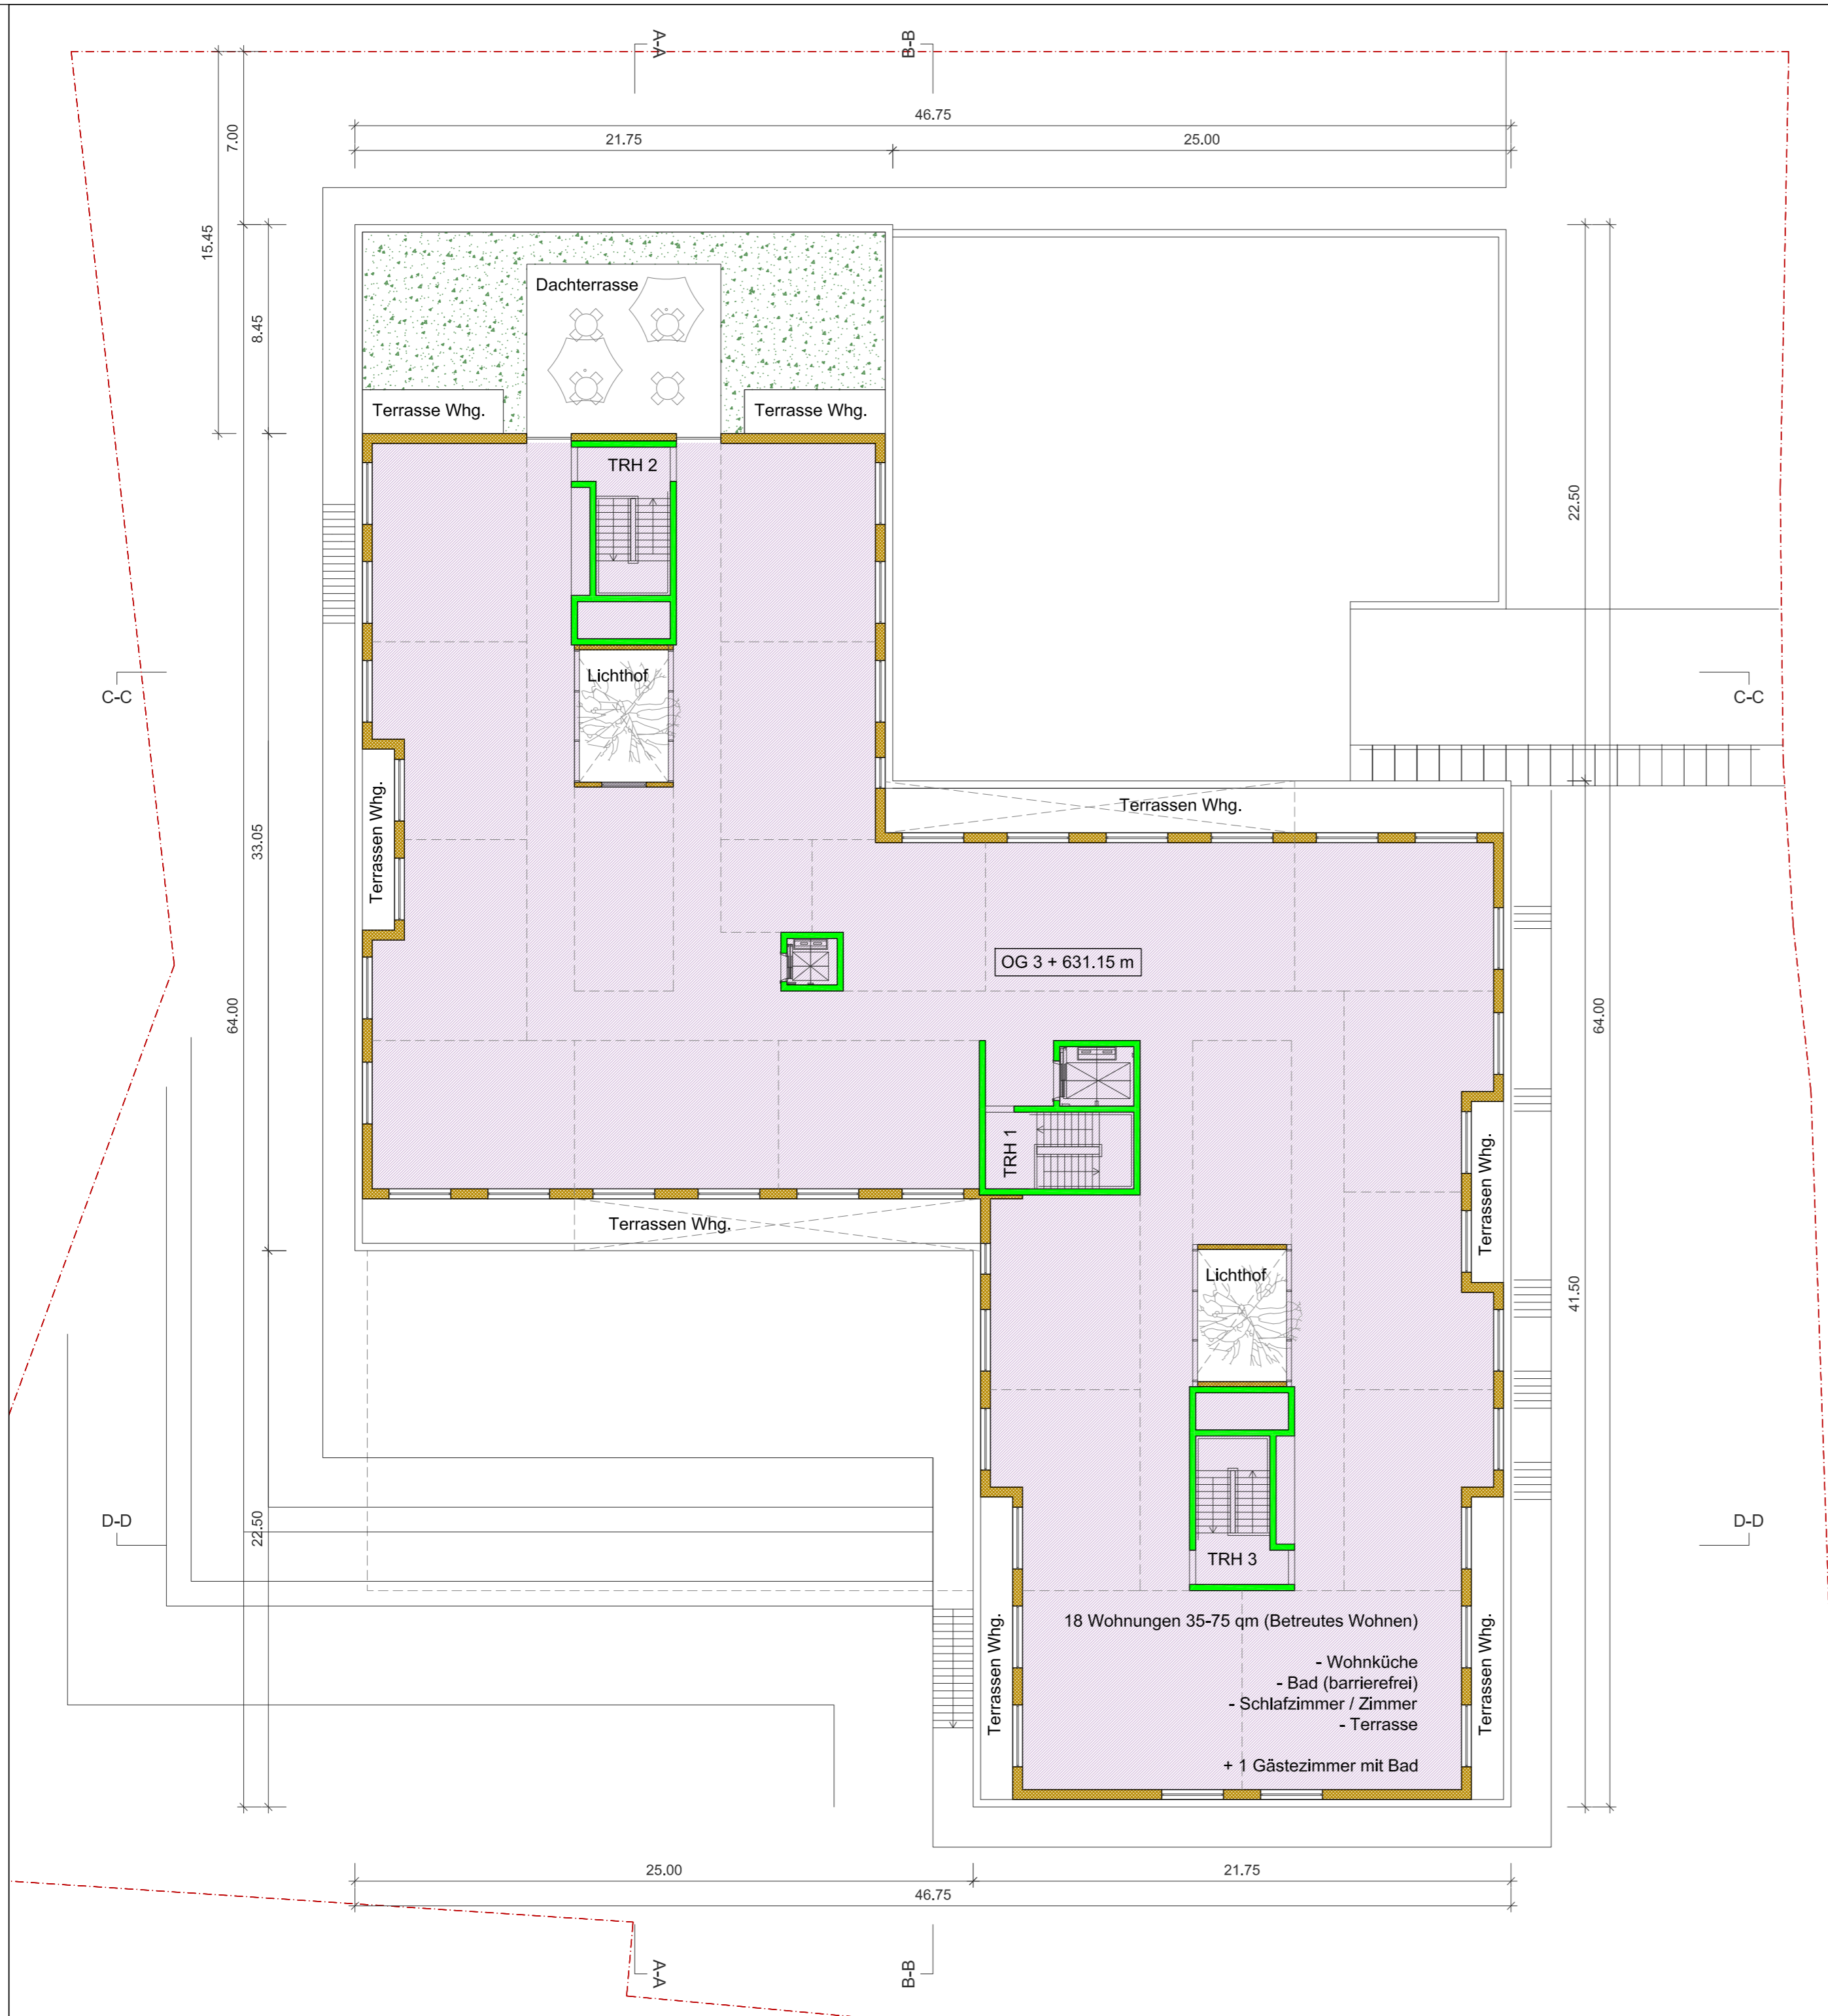 A-A
B-B
46.75
21.75
25.00
7.00
15.45
8.45
Dachterrasse
Terrasse Whg.
Terrasse Whg.
TRH 2
22.50
Lichthof
C-C
C-C
Terrassen Whg.
Terrassen Whg.
33.05
OG 3 + 631.15 m
64.00
64.00
TRH 1
Terrassen Whg.
Terrassen Whg.
Lichthof
41.50
D-D
22.50
D-D
TRH 3
18 Wohnungen 35-75 qm (Betreutes Wohnen)
- Wohnküche
- Bad (barrierefrei)
- Schlafzimmer / Zimmer
- Terrasse
+ 1 Gästezimmer mit Bad
Terrassen Whg.
Terrassen Whg.
25.00
21.75
46.75
A-A
B-B